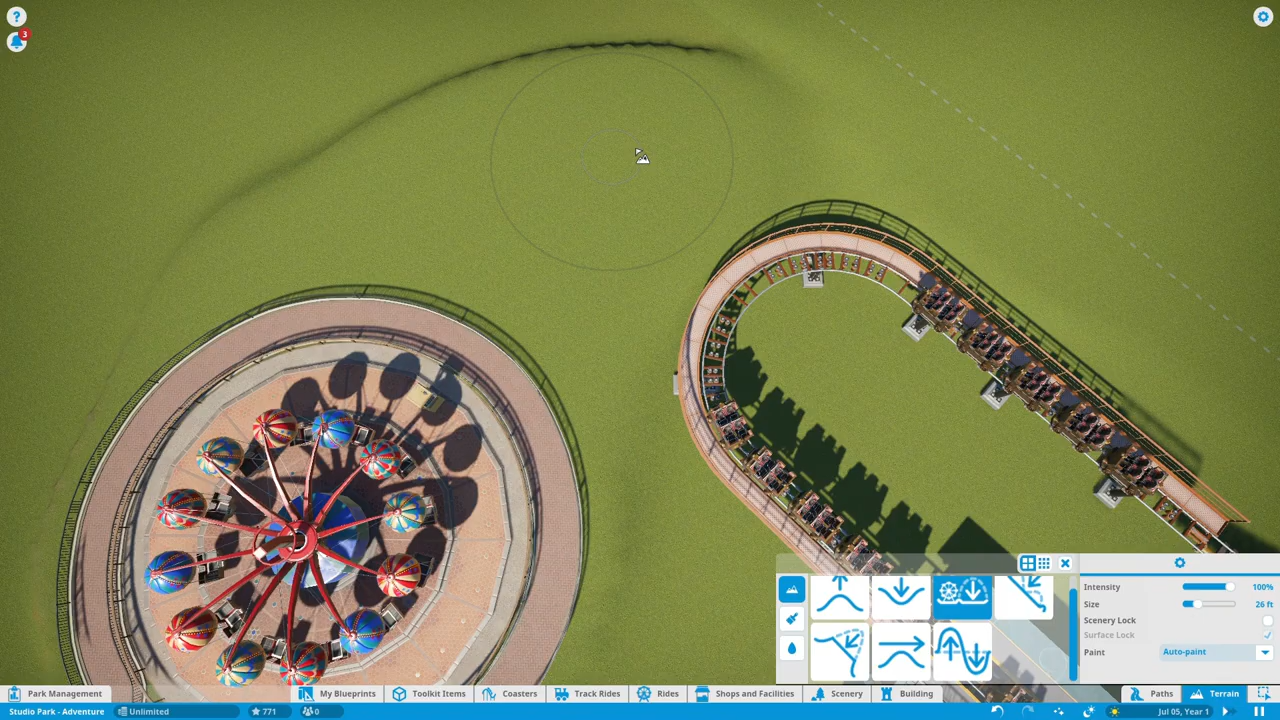 ?
3
Intensity 100%
Size 26 ft
Scenery Lock
Surface Lock
Paint Auto-paint
Park Management My Blueprints Toolkit Items Coasters Track Rides Rides Shops and Facilities Scenery Building Paths Terrain
Studio Park - Adventure Unlimited 771 0 Jul 05, Year 1